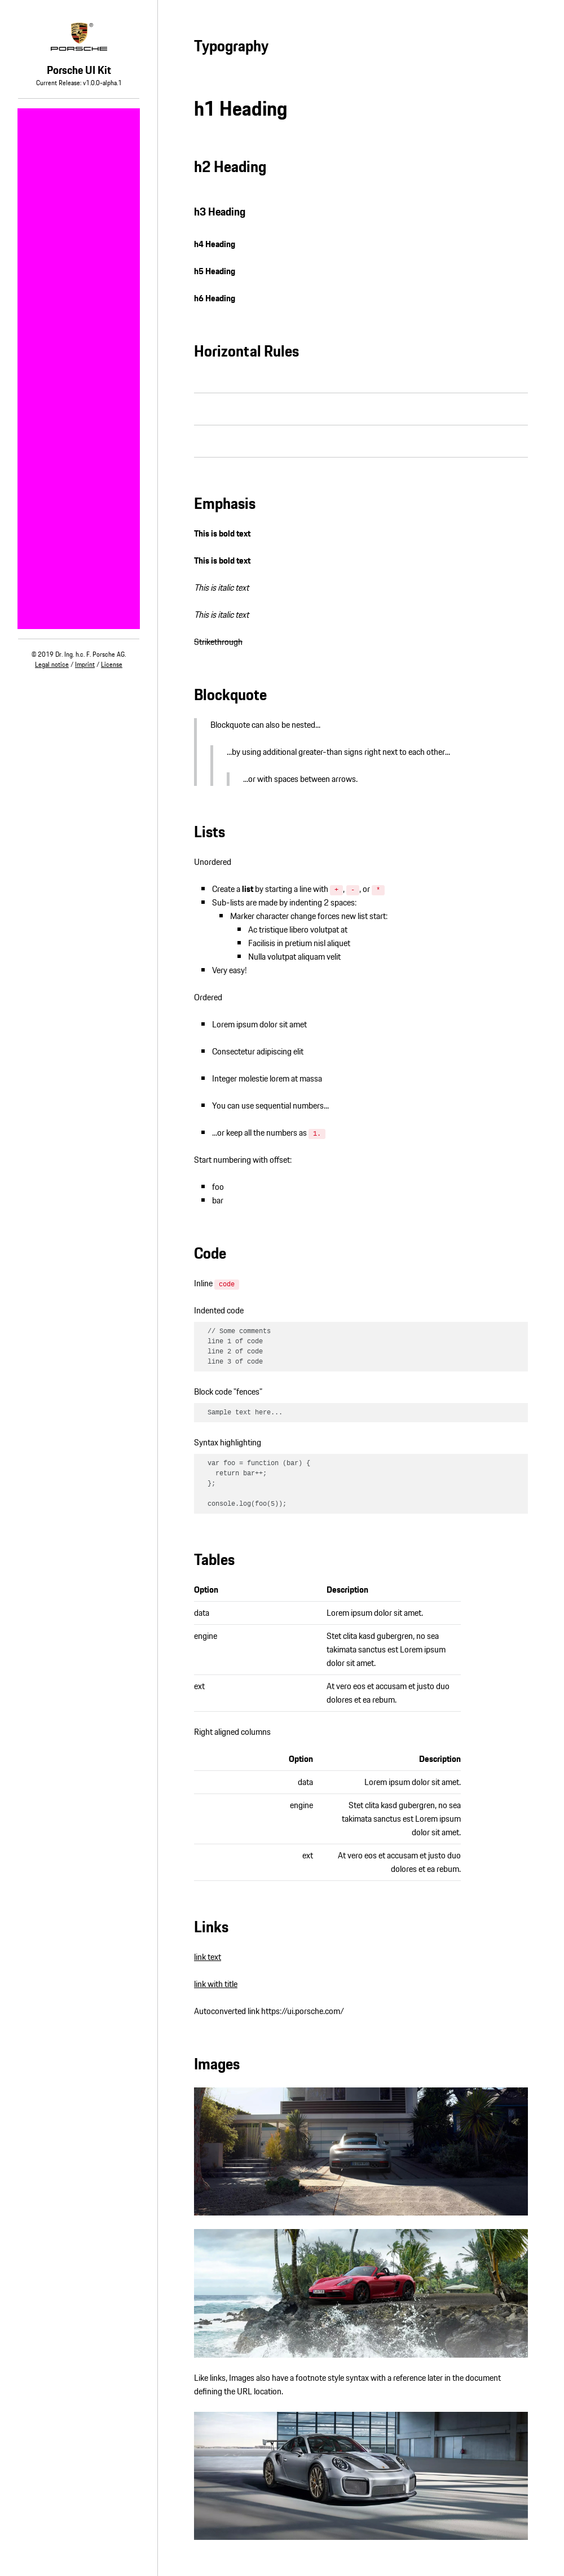 PORSCHE
Porsche UI Kit
Current Release: v1.0.0-alpha.1
© 2019 Dr. Ing. h.c. F. Porsche AG.
Legal notice / Imprint / License
Typography
h1 Heading
h2 Heading
h3 Heading
h4 Heading
h5 Heading
h6 Heading
Horizontal Rules
Emphasis
This is bold text
This is bold text
This is italic text
This is italic text
Strikethrough
Blockquote
Blockquote can also be nested...
...by using additional greater-than signs right next to each other...
...or with spaces between arrows.
Lists
Unordered
Create a list by starting a line with + , - , or *
Sub-lists are made by indenting 2 spaces:
Marker character change forces new list start:
Ac tristique libero volutpat at
Facilisis in pretium nisl aliquet
Nulla volutpat aliquam velit
Very easy!
Ordered
Lorem ipsum dolor sit amet
Consectetur adipiscing elit
Integer molestie lorem at massa
You can use sequential numbers...
...or keep all the numbers as 1.
Start numbering with offset:
foo
bar
Code
Inline code
Indented code
// Some comments
line 1 of code
line 2 of code
line 3 of code
Block code "fences"
Sample text here...
Syntax highlighting
var foo = function (bar) {
  return bar++;
};
console.log(foo(5));
Tables
Option Description
data Lorem ipsum dolor sit amet.
engine Stet clita kasd gubergren, no sea
takimata sanctus est Lorem ipsum
dolor sit amet.
ext At vero eos et accusam et justo duo
dolores et ea rebum.
Right aligned columns
Option Description
data Lorem ipsum dolor sit amet.
engine Stet clita kasd gubergren, no sea
takimata sanctus est Lorem ipsum
dolor sit amet.
ext At vero eos et accusam et justo duo
dolores et ea rebum.
Links
link text
link with title
Autoconverted link https://ui.porsche.com/
Images
Like links, Images also have a footnote style syntax with a reference later in the document
defining the URL location.